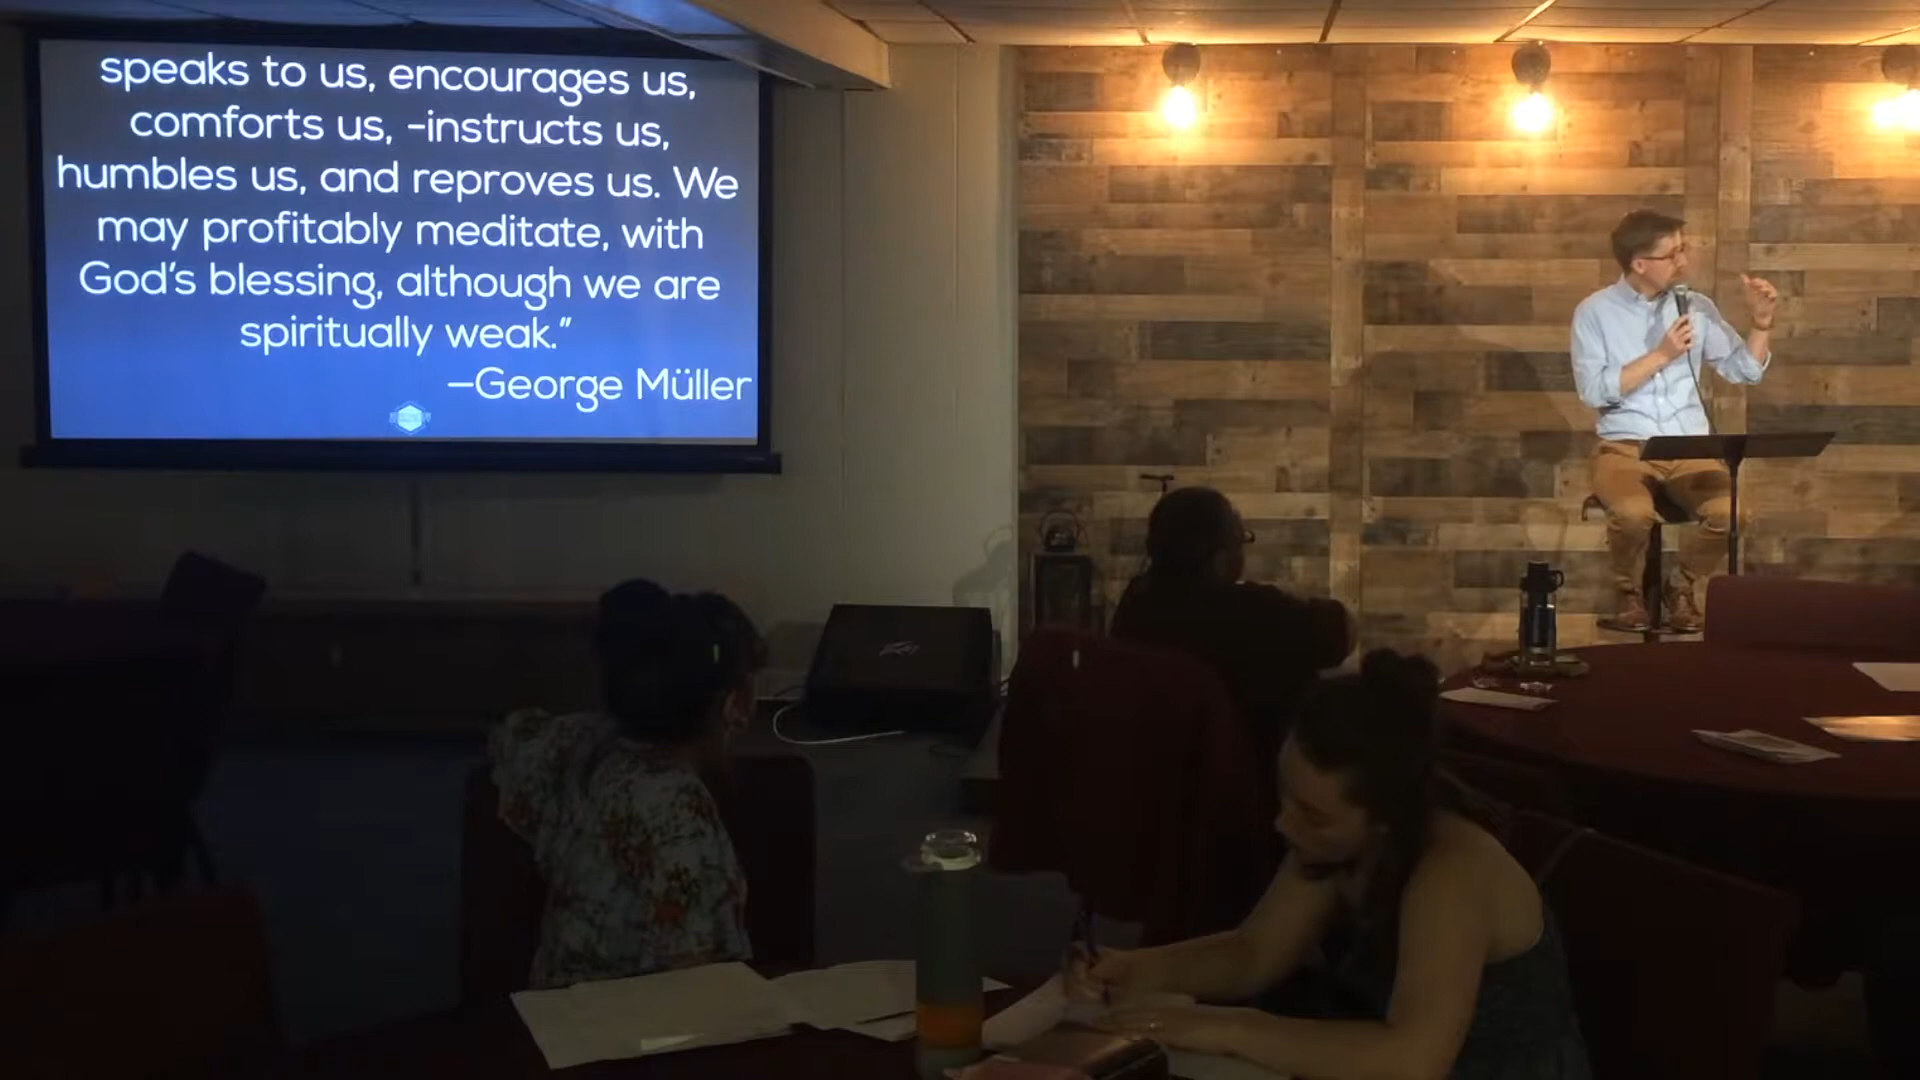 speaks to us, encourages us,
comforts us, -instructs us,
humbles us, and reproves us. We
may profitably meditate, with
God's blessing, although we are
spiritually weak.”
—George Müller